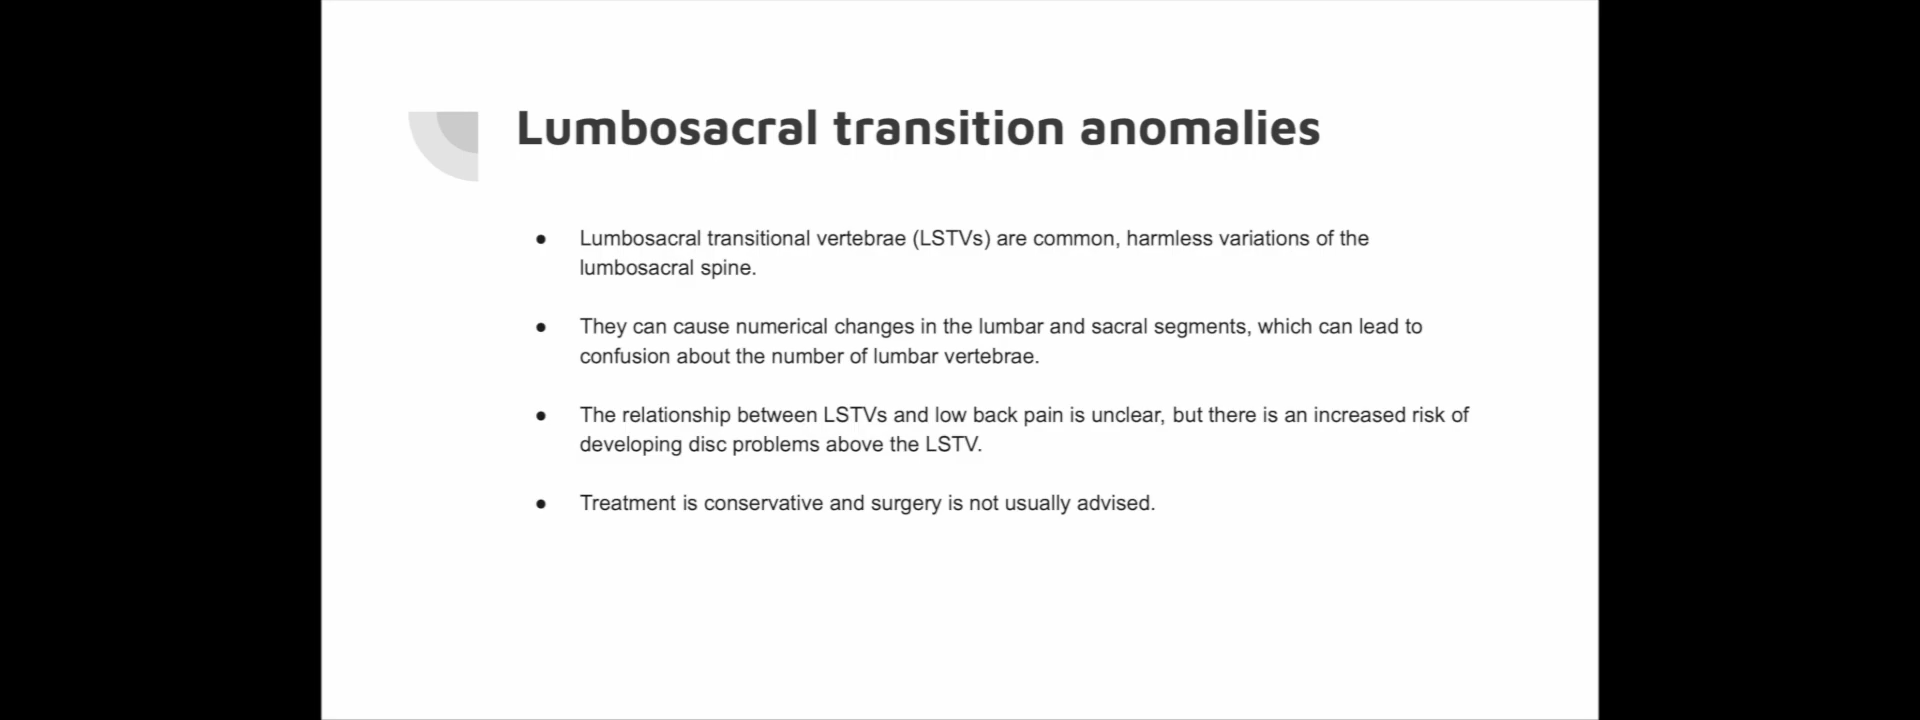 Lumbosacral transition anomalies
● Lumbosacral transitional vertebrae (LSTVs) are common, harmless variations of the
lumbosacral spine.
● They can cause numerical changes in the lumbar and sacral segments, which can lead to
confusion about the number of lumbar vertebrae.
● The relationship between LSTVs and low back pain is unclear, but there is an increased risk of
developing disc problems above the LSTV.
● Treatment is conservative and surgery is not usually advised.